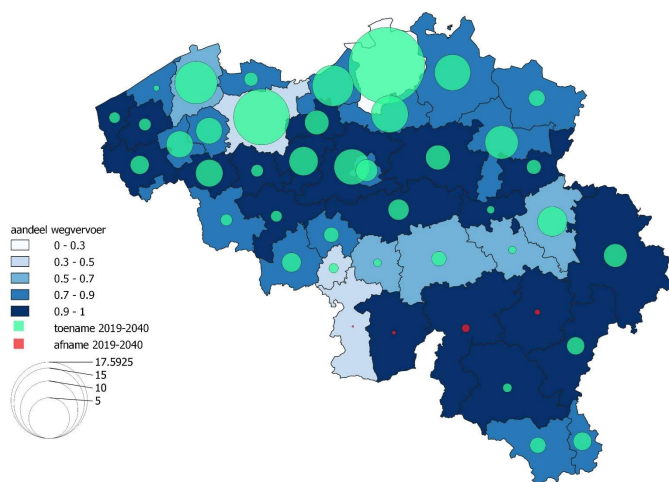 aandeel wegvervoer
0 - 0.3
0.3 - 0.5
0.5 - 0.7
0.7 - 0.9
0.9 - 1
toename 2019-2040
afname 2019-2040
17.5925
15
10
5